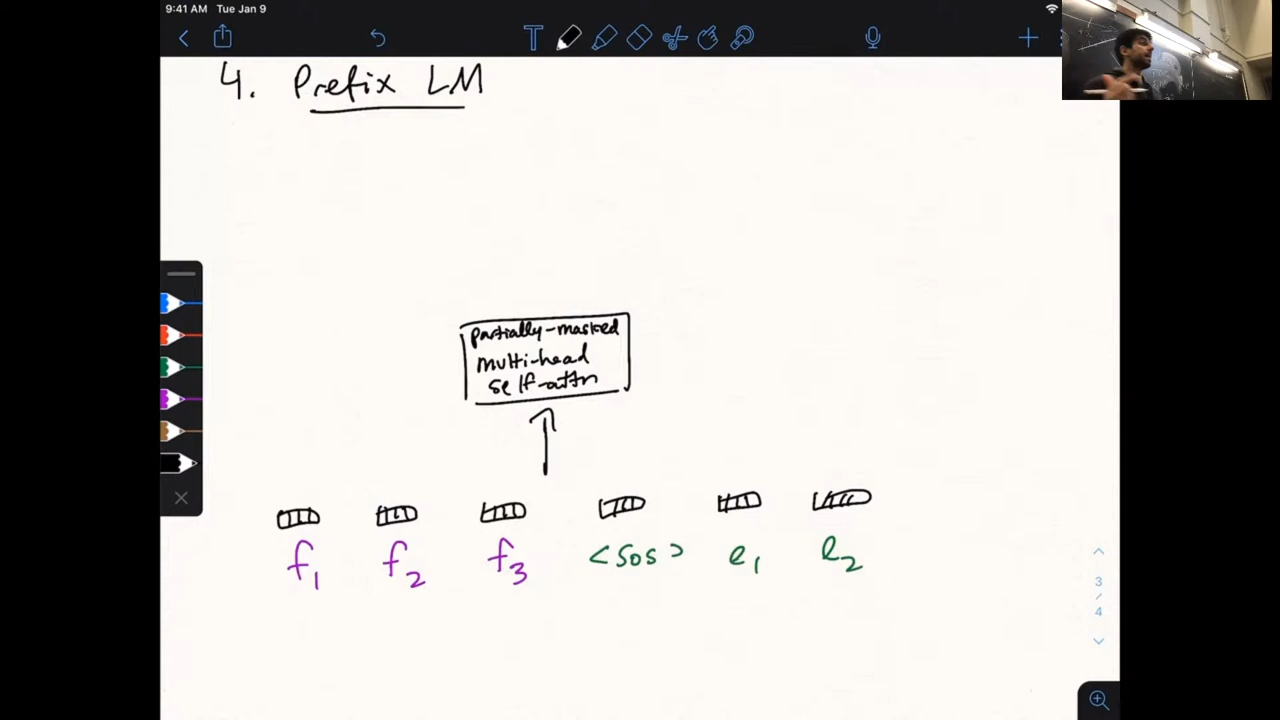 9:41 AM Tue Jan 9
4. Prefix LM
partially-masked
multi-head
self-attn
f1 f2 f3 <sos> e1 e2
3
/
4